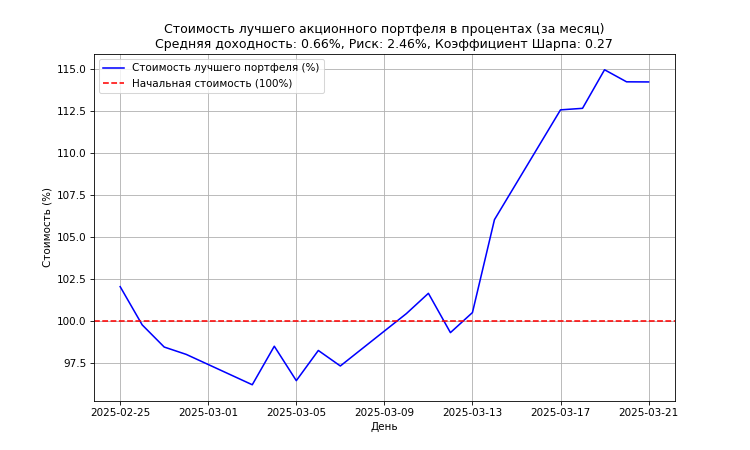 Стоимость лучшего акционного портфеля в процентах (за месяц)
Средняя доходность: 0.66%, Риск: 2.46%, Коэффициент Шарпа: 0.27
Стоимость лучшего портфеля (%)
Начальная стоимость (100%)
Стоимость (%)
115.0
112.5
110.0
107.5
105.0
102.5
100.0
97.5
2025-02-25
2025-03-01
2025-03-05
2025-03-09
2025-03-13
2025-03-17
2025-03-21
День